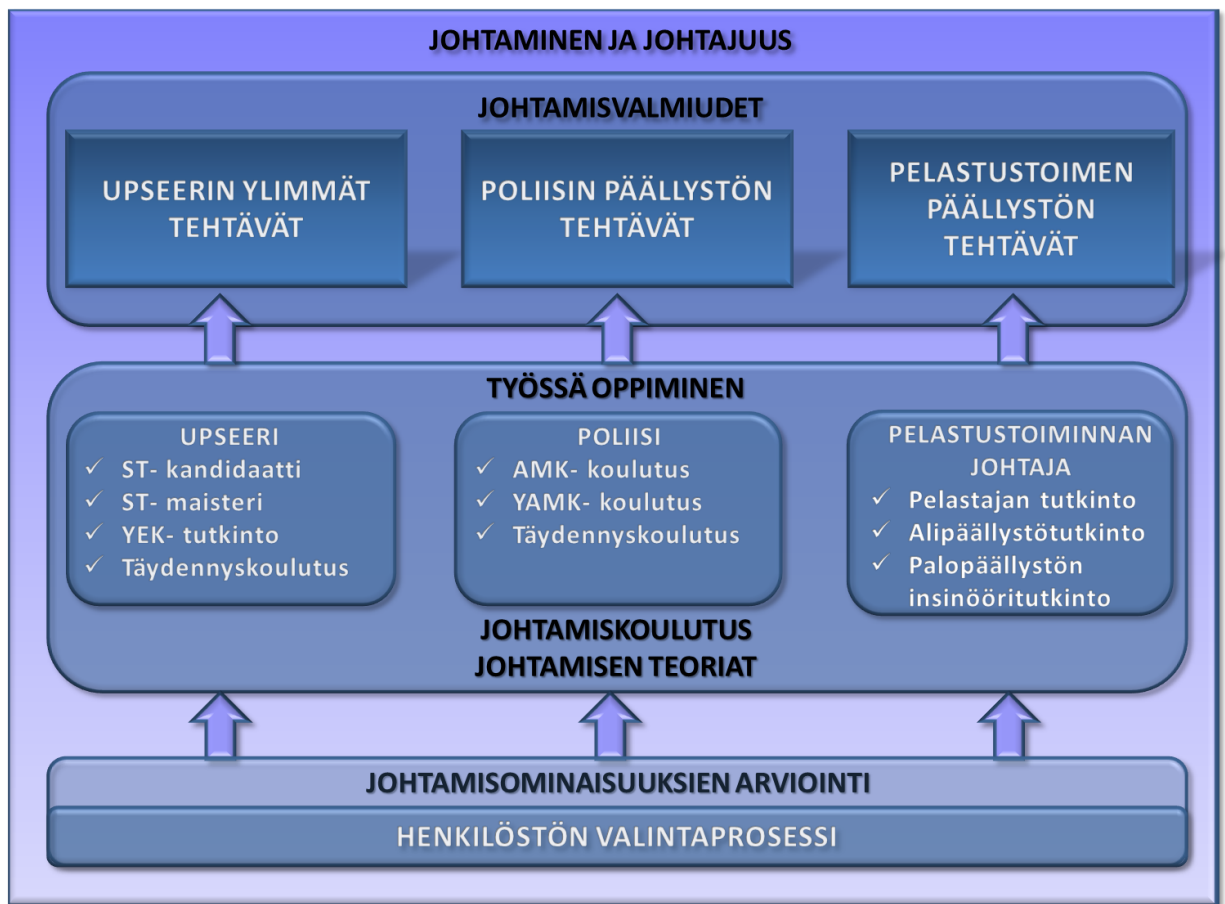 JOHTAMINEN JA JOHTAJUUS
JOHTAMISVALMIUDET
UPSEERIN YLIMMÄT
TEHTÄVÄT
POLIISIN PÄÄLLYSTÖN
TEHTÄVÄT
PELASTUSTOIMEN
PÄÄLLYSTÖN
TEHTÄVÄT
TYÖSSÄ OPPIMINEN
UPSEERI
✓ ST- kandidaatti
✓ ST- maisteri
✓ YEK- tutkinto
✓ Täydennyskoulutus
POLIISI
✓ AMK- koulutus
✓ YAMK- koulutus
✓ Täydennyskoulutus
PELASTUSTOIMINNAN
JOHTAJA
✓ Pelastajan tutkinto
✓ Alipäällystötutkinto
✓ Palopäällystön
insinööritutkinto
JOHTAMISKOULUTUS
JOHTAMISEN TEORIAT
JOHTAMISOMINAISUUKSIEN ARVIOINTI
HENKILÖSTÖN VALINTAPROSESSI